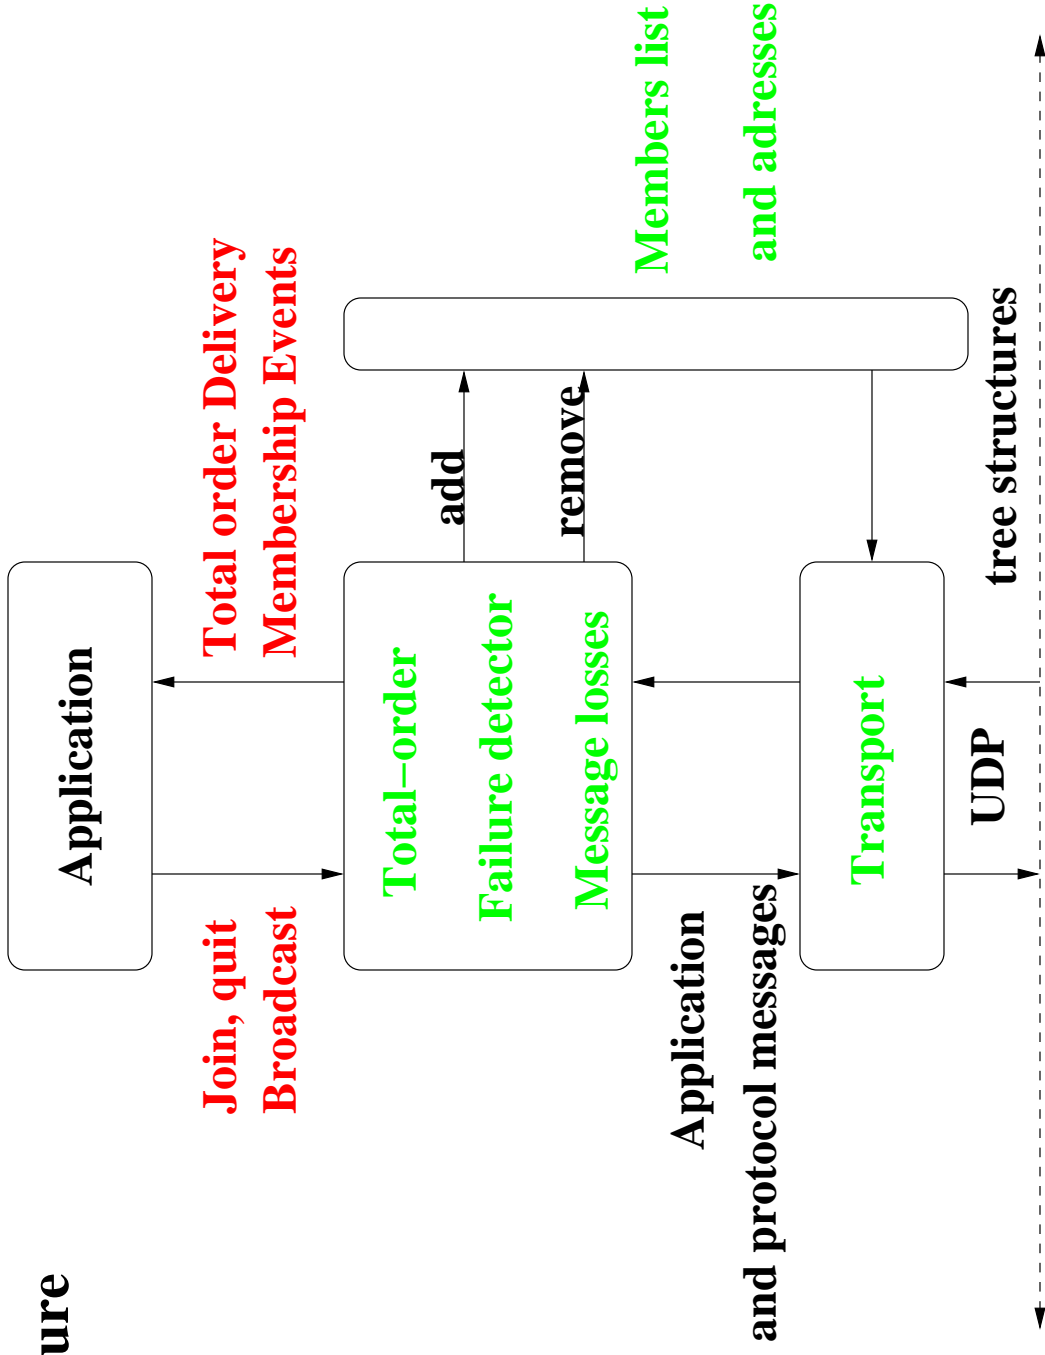 ure
Application
Join, quit
Broadcast
Total order Delivery
Membership Events
Total−order
Failure detector
Message losses
add
remove
Members list
and adresses
Application
and protocol messages
Transport
UDP
tree structures